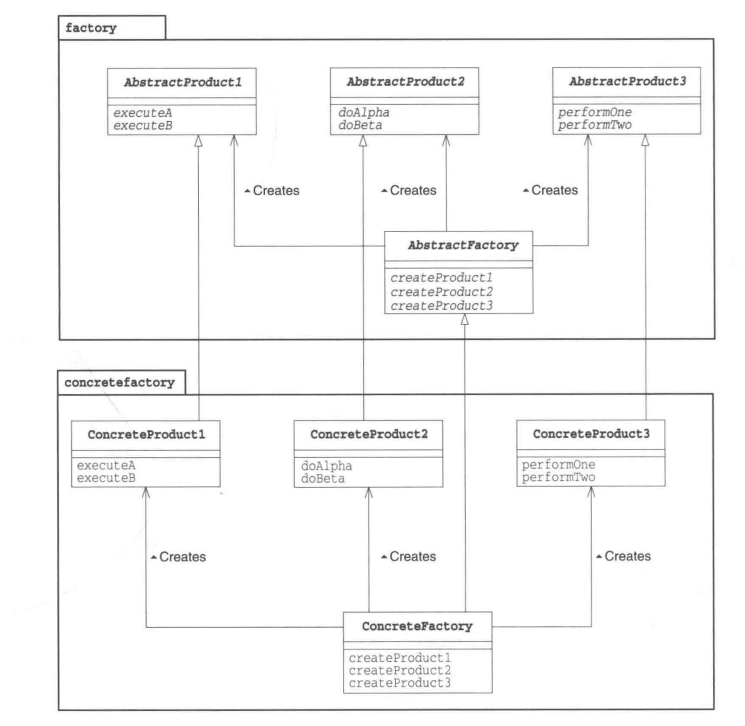 factory
AbstractProduct1
executeA
executeB
AbstractProduct2
doAlpha
doBeta
AbstractProduct3
performOne
performTwo
Creates
Creates
Creates
AbstractFactory
createProduct1
createProduct2
createProduct3
concretefactory
ConcreteProduct1
executeA
executeB
ConcreteProduct2
doAlpha
doBeta
ConcreteProduct3
performOne
performTwo
Creates
Creates
Creates
ConcreteFactory
createProduct1
createProduct2
createProduct3